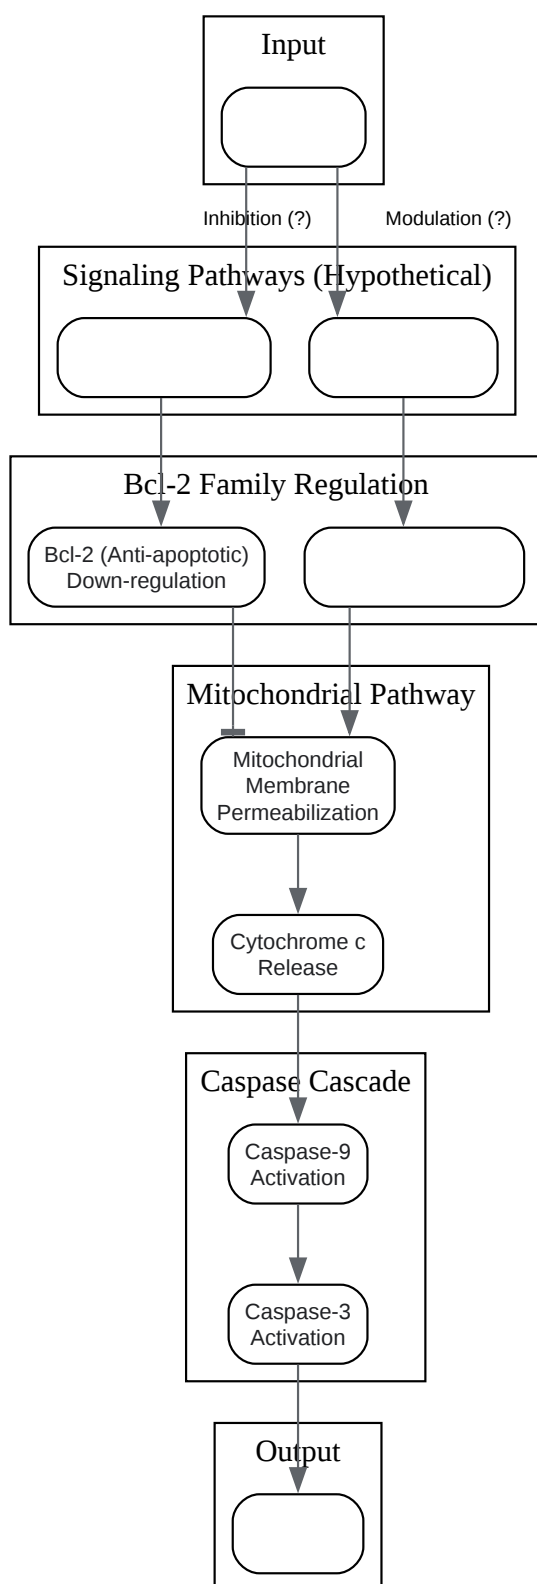 Input
Inhibition (?)
Modulation (?)
Signaling Pathways (Hypothetical)
Bcl-2 Family Regulation
Bcl-2 (Anti-apoptotic)
Down-regulation
Mitochondrial Pathway
Mitochondrial
Membrane
Permeabilization
Cytochrome c
Release
Caspase Cascade
Caspase-9
Activation
Caspase-3
Activation
Output